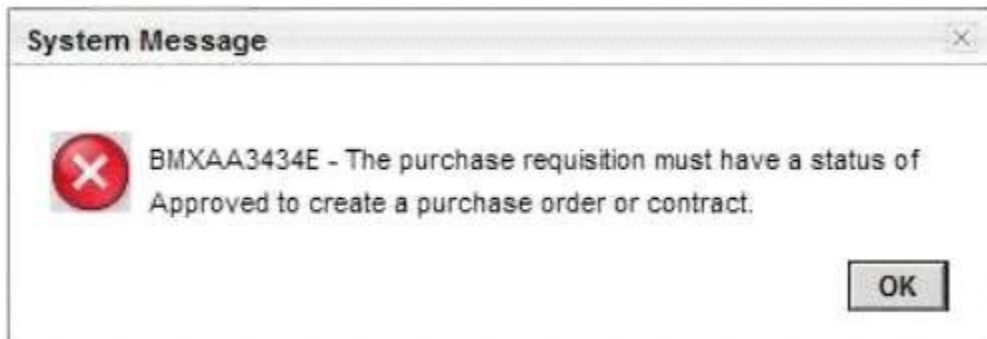 System Message
BMXAA3434E - The purchase requisition must have a status of
Approved to create a purchase order or contract.
OK